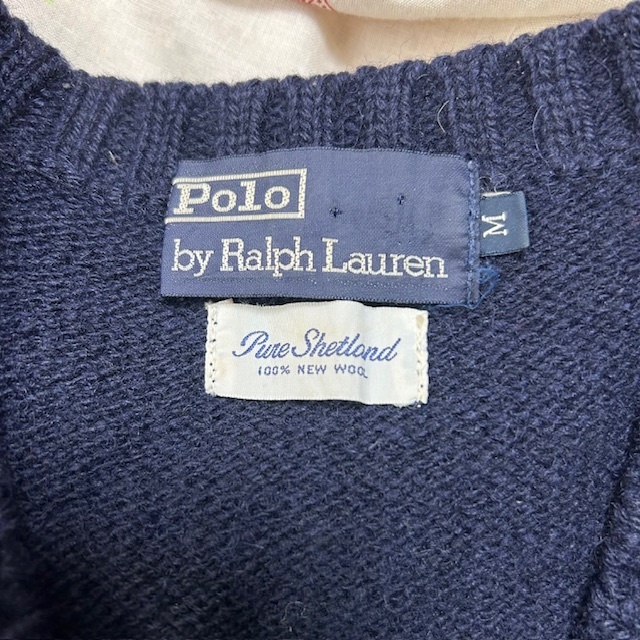 Polo
by Ralph Lauren
M
Pure Shetland
100% NEW WOOL